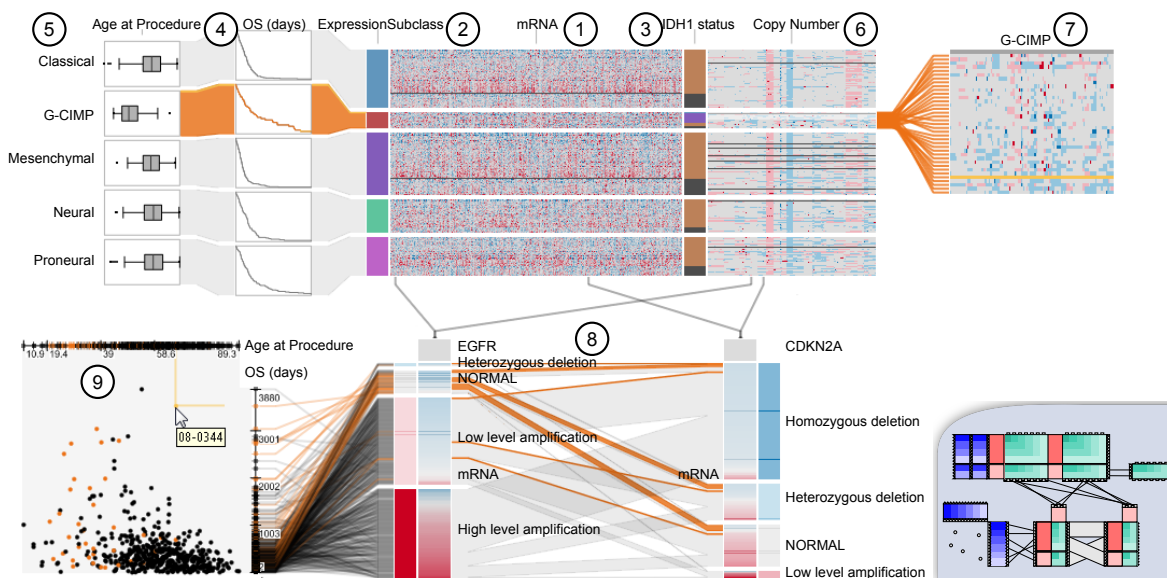 5
Age at Procedure
4
OS (days)
ExpressionSubclass
2
mRNA
1
3
IDH1 status
Copy Number
6
G-CIMP
7
Classical
G-CIMP
Mesenchymal
Neural
Proneural
8
10.9
19.4
39
58.6
89.3
Age at Procedure
9
OS (days)
3880
3001
2002
1003
08-0344
EGFR
Heterozygous deletion
NORMAL
Low level amplification
mRNA
High level amplification
CDKN2A
Homozygous deletion
mRNA
Heterozygous deletion
NORMAL
Low level amplification